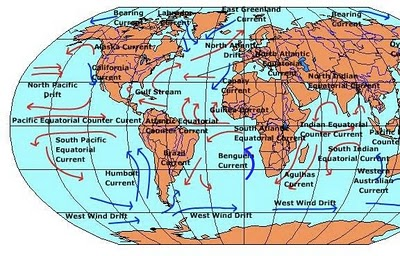 Bearing
Current
Labrador
Current
East Greenland
Current
Bearing
Current
Alaska Current
North Atlantic
Drift
North Atlantic
Equatorial
Current
California
Current
Canary
Current
North Indian
Equatorial Current
North Pacific
Drift
Gulf Stream
Guinea Current
Pacific Equatorial Counter Curent
Atlantic Equatorial
Counter Current
South Atlantic
Equatorial
Current
Indian Equatorial
Counter Current
Pacific
Counter
South Pacific
Equatorial
Current
Brazil
Current
Benguela
Current
South Indian
Equatorial Current
Humbolt
Current
Agulhas
Current
Western
Australian
Current
West Wind Drift
West Wind Drift
West Wind Drift